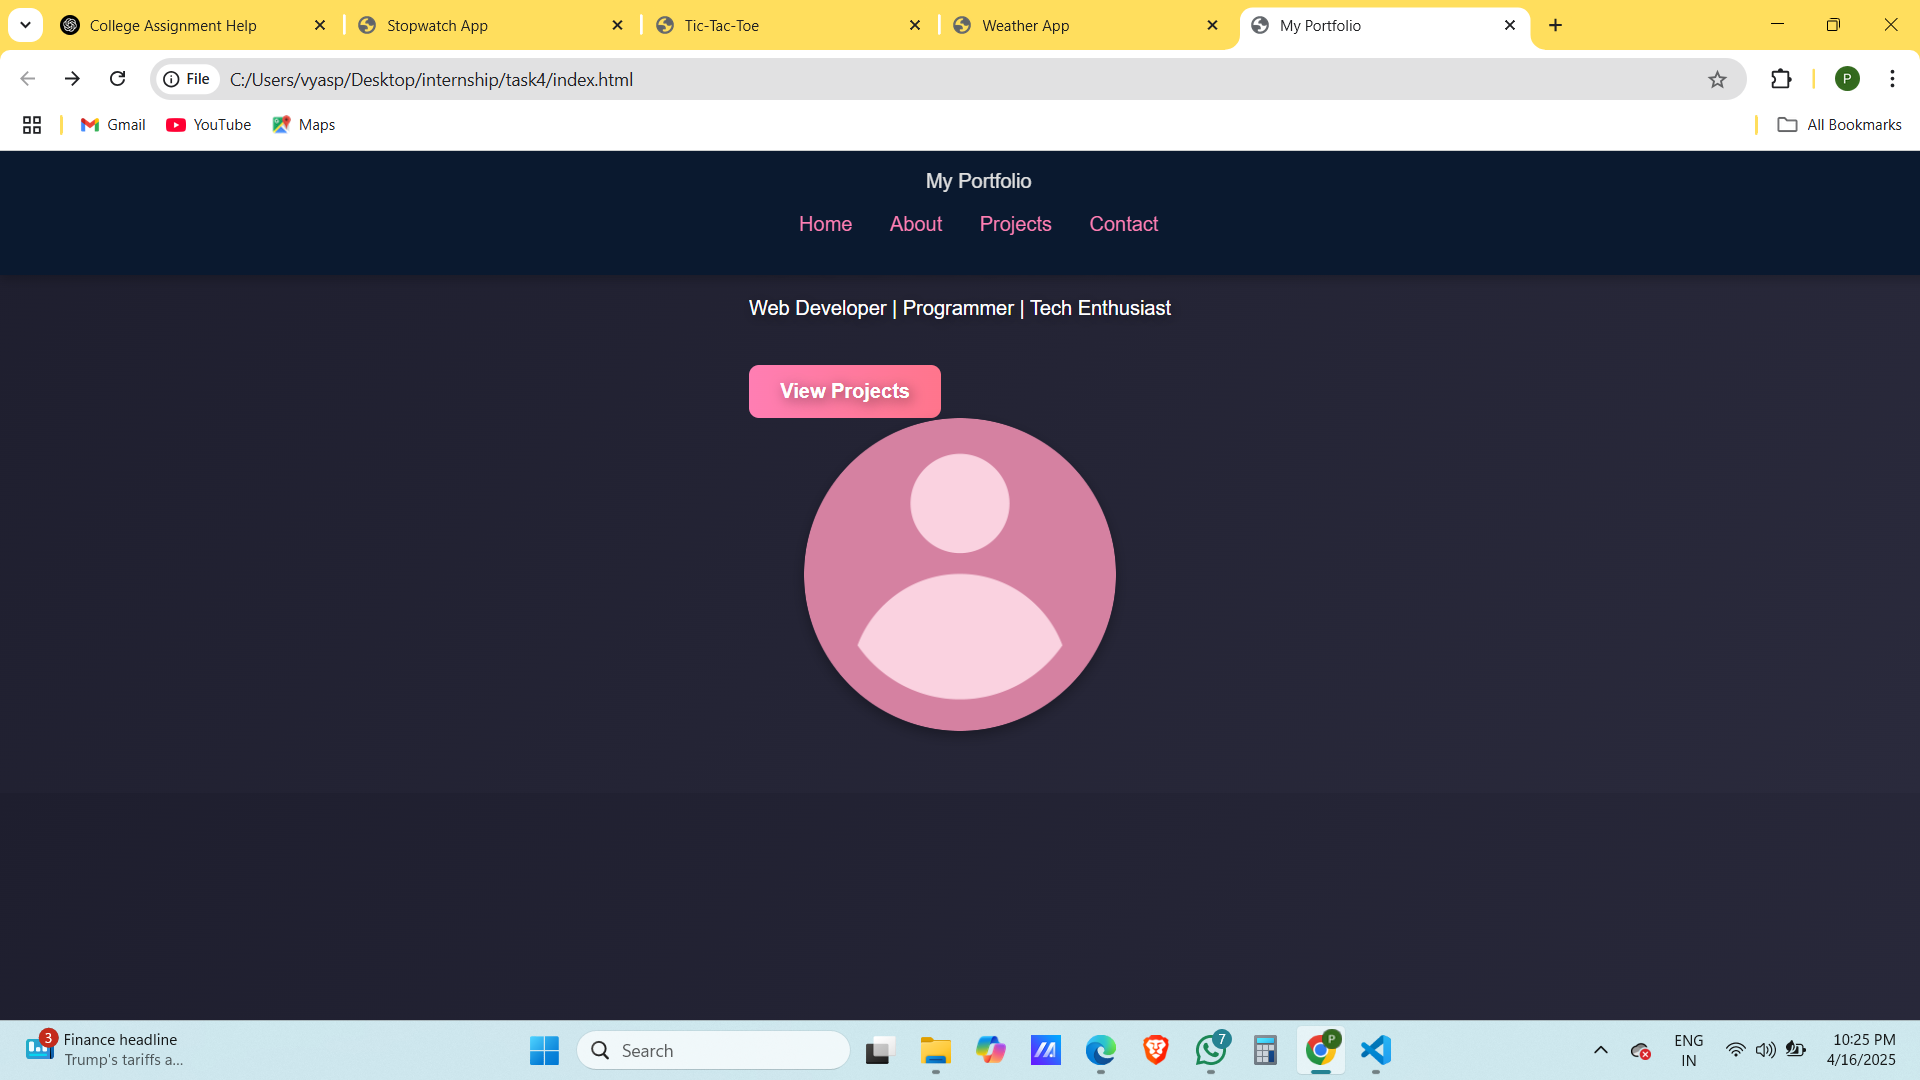 College Assignment Help
Stopwatch App
Tic-Tac-Toe
Weather App
My Portfolio
File
C:/Users/vyasp/Desktop/internship/task4/index.html
P
Gmail
YouTube
Maps
All Bookmarks
My Portfolio
Home About Projects Contact
Web Developer | Programmer | Tech Enthusiast
View Projects
3
Finance headline
Trump's tariffs a...
Search
7
P
ENG
IN
10:25 PM
4/16/2025